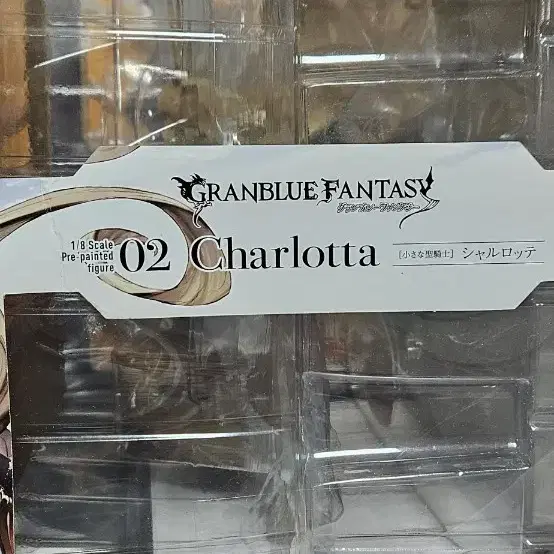 GRANBLUE FANTASY
グランブルーファンタジー
1/8 Scale
Pre-painted
figure
02 Charlotta [小さな聖騎士] シャルロッテ